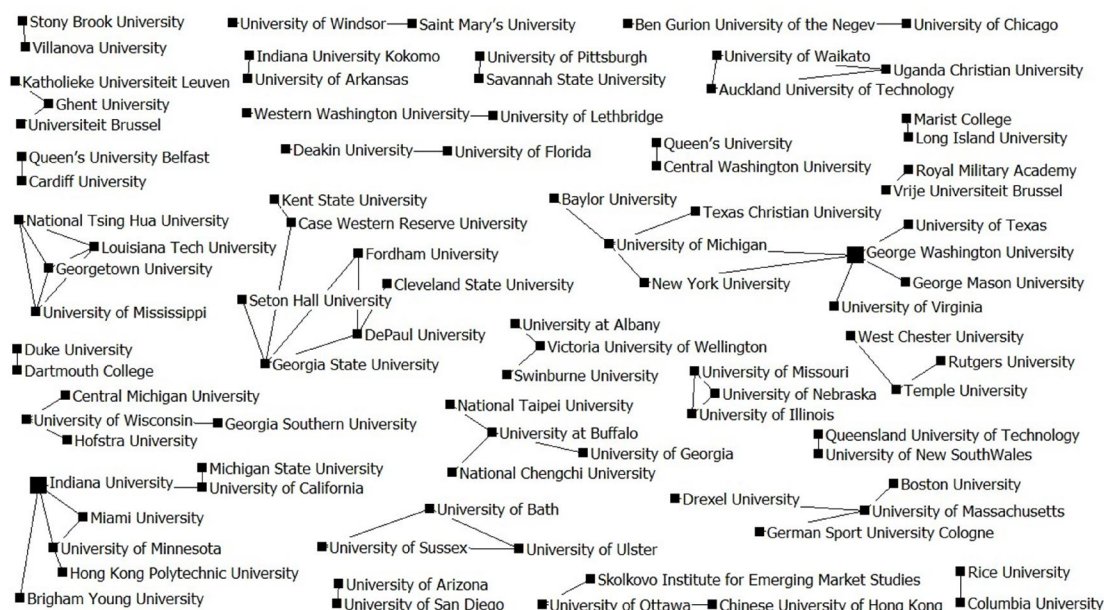 Stony Brook University
Villanova University
University of Windsor
Saint Mary's University
Ben Gurion University of the Negev
University of Chicago
Indiana University Kokomo
University of Arkansas
University of Pittsburgh
Savannah State University
University of Waikato
Uganda Christian University
Auckland University of Technology
Katholieke Universiteit Leuven
Ghent University
Universiteit Brussel
Western Washington University
University of Lethbridge
Marist College
Long Island University
Queen's University Belfast
Cardiff University
Deakin University
University of Florida
Queen's University
Central Washington University
Royal Military Academy
Vrije Universiteit Brussel
National Tsing Hua University
Louisiana Tech University
Georgetown University
University of Mississippi
Kent State University
Case Western Reserve University
Fordham University
Cleveland State University
Seton Hall University
DePaul University
Georgia State University
Baylor University
Texas Christian University
University of Michigan
New York University
University of Texas
George Washington University
George Mason University
University of Virginia
Duke University
Dartmouth College
University at Albany
Victoria University of Wellington
Swinburne University
West Chester University
Rutgers University
Temple University
University of Missouri
University of Nebraska
University of Illinois
Central Michigan University
University of Wisconsin
Georgia Southern University
Hofstra University
National Taipei University
University at Buffalo
University of Georgia
National Chengchi University
Queensland University of Technology
University of New SouthWales
Indiana University
Michigan State University
University of California
Miami University
University of Minnesota
Hong Kong Polytechnic University
Brigham Young University
University of Bath
University of Sussex
University of Ulster
Drexel University
Boston University
University of Massachusetts
German Sport University Cologne
University of Arizona
University of San Diego
Skolkovo Institute for Emerging Market Studies
University of Ottawa
Chinese University of Hong Kong
Rice University
Columbia University